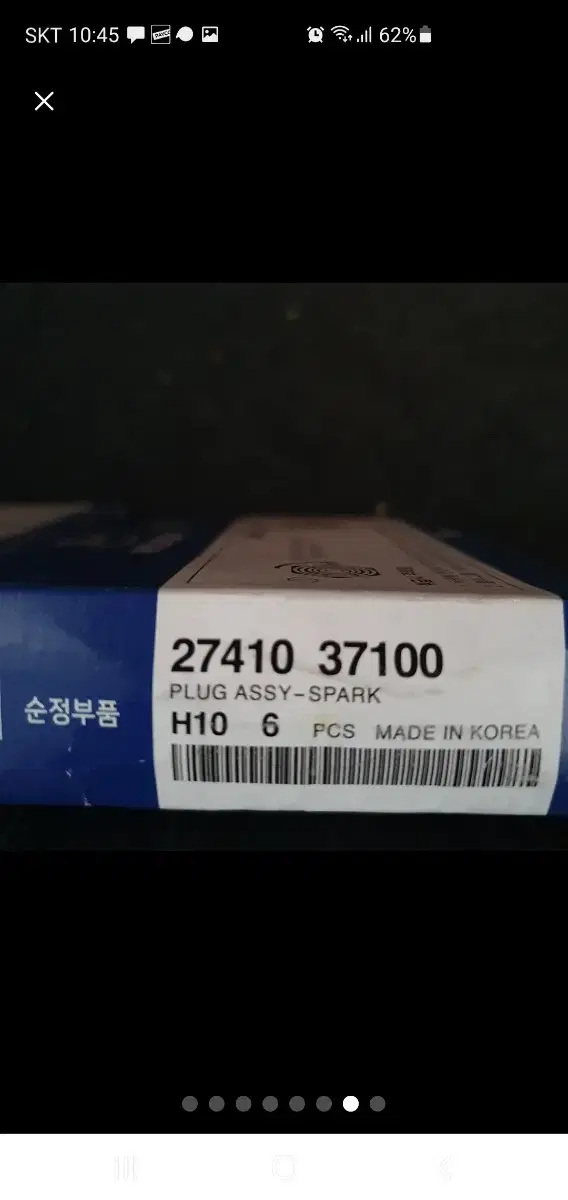 SKT 10:45
62%
27410 37100
PLUG ASSY-SPARK
순정부품
H10 6 PCS MADE IN KOREA